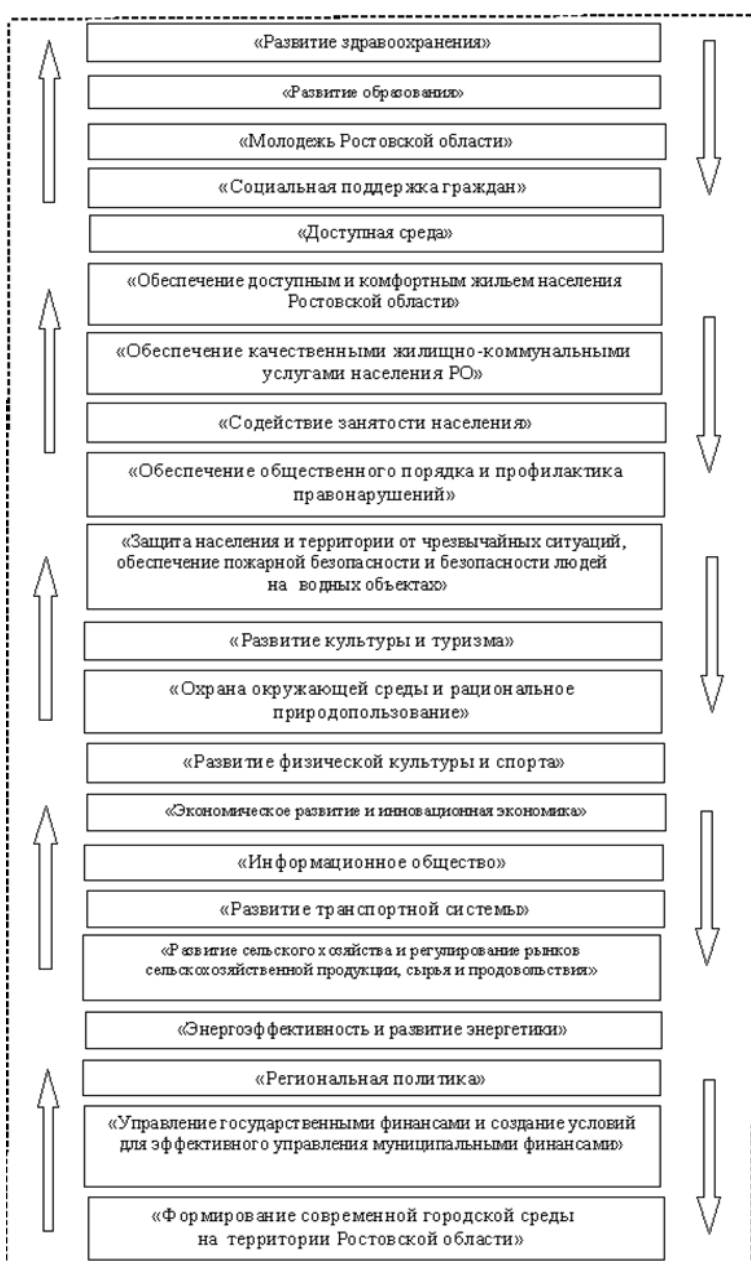 «Развитие здравоохранения»
«Развитие образования»
«Молодежь Ростовской области»
«Социальная поддержка граждан»
«Доступная среда»
«Обеспечение доступным и комфортным жильем населения
Ростовской области»
«Обеспечение качественными жилищно-коммунальными
услугами населения РО»
«Содействие занятости населения»
«Обеспечение общественного порядка и профилактика
правонарушений»
«Защита населения и территории от чрезвычайных ситуаций,
обеспечение пожарной безопасности и безопасности людей
на водных объектах»
«Развитие культуры и туризма»
«Охрана окружающей среды и рациональное
природопользование»
«Развитие физической культуры и спорта»
«Экономическое развитие и инновационная экономика»
«Информационное общество»
«Развитие транспортной системы»
«Развитие сельского хозяйства и регулирование рынков
сельскохозяйственной продукции, сырья и продовольствия»
«Энергоэффективность и развитие энергетики»
«Региональная политика»
«Управление государственными финансами и создание условий
для эффективного управления муниципальными финансами»
«Формирование современной городской среды
на территории Ростовской области»